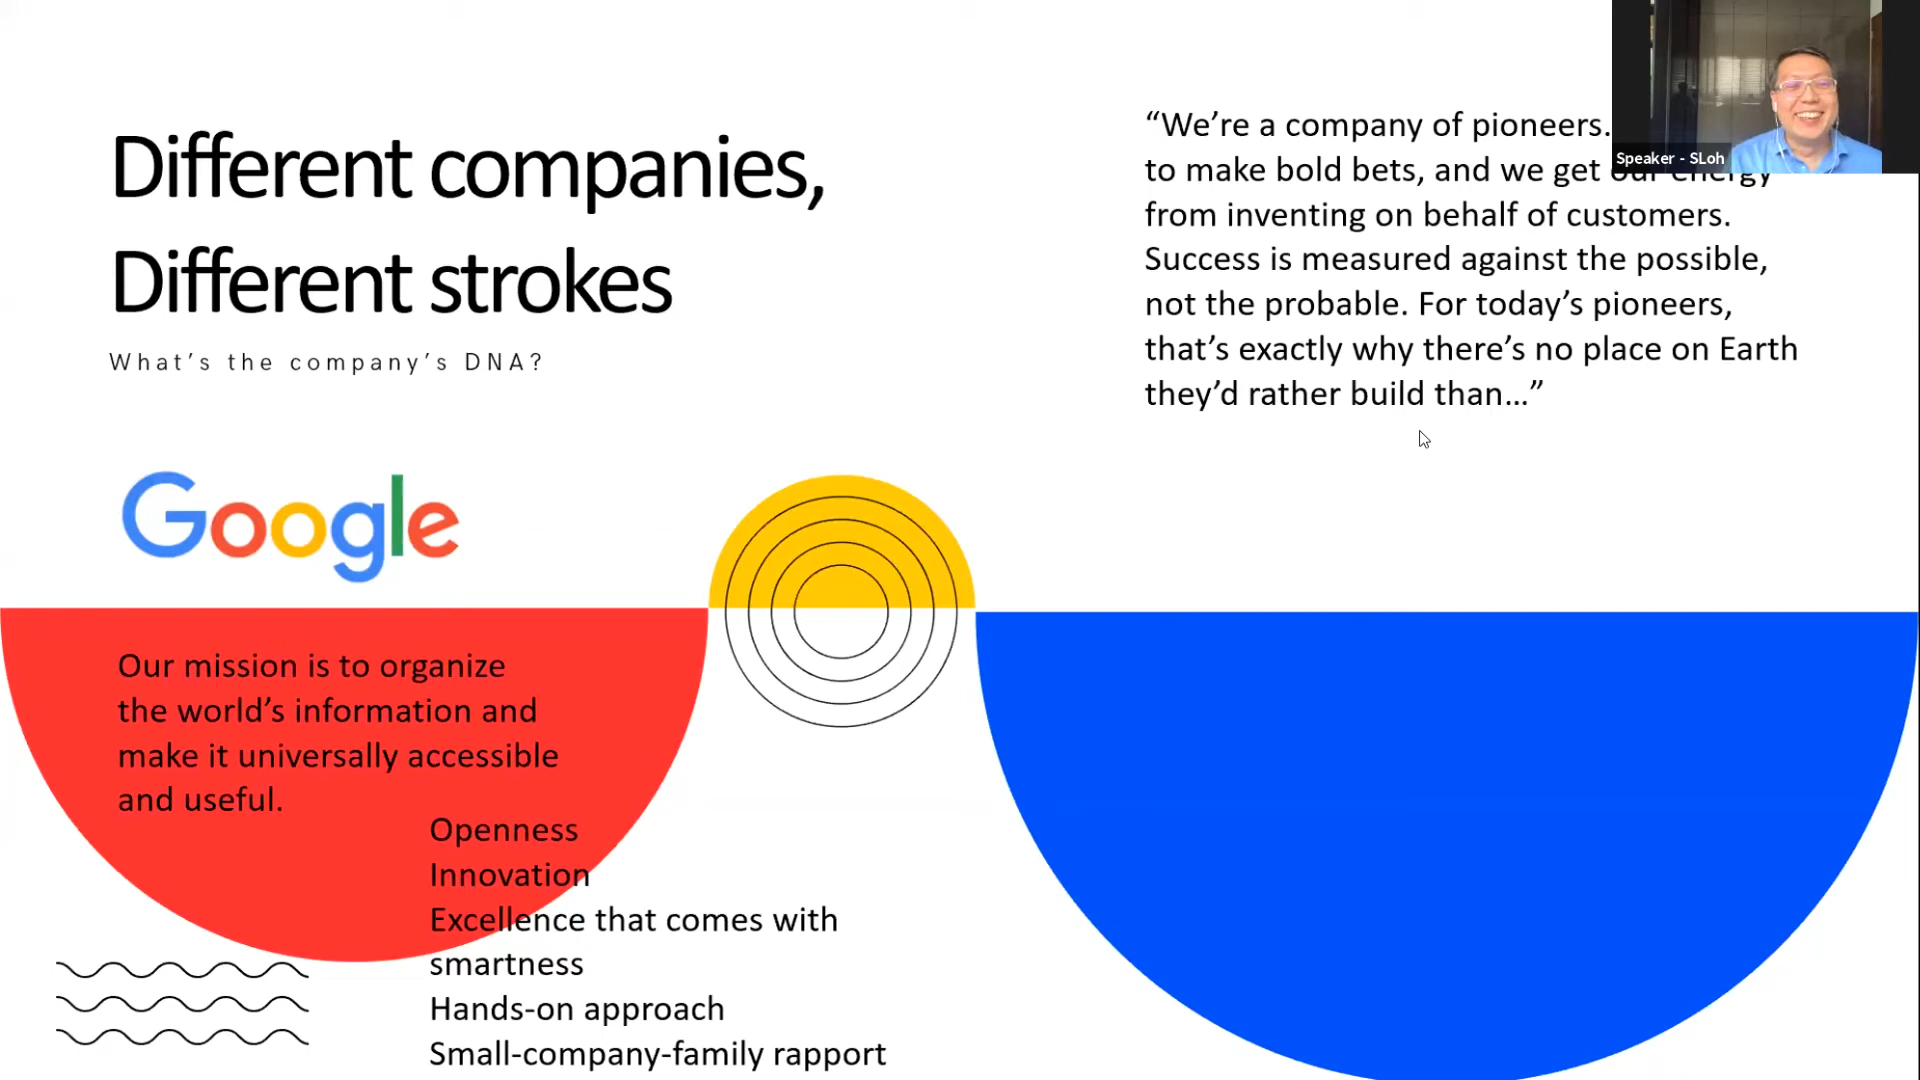 Different companies,
Different strokes
What's the company's DNA?
Google
Our mission is to organize
the world's information and
make it universally accessible
and useful.
Openness
Innovation
Excellence that comes with
smartness
Hands-on approach
Small-company-family rapport
“We're a company of pioneers.
to make bold bets, and we get our energy
from inventing on behalf of customers.
Success is measured against the possible,
not the probable. For today's pioneers,
that's exactly why there's no place on Earth
they'd rather build than…”
Speaker - SLoh